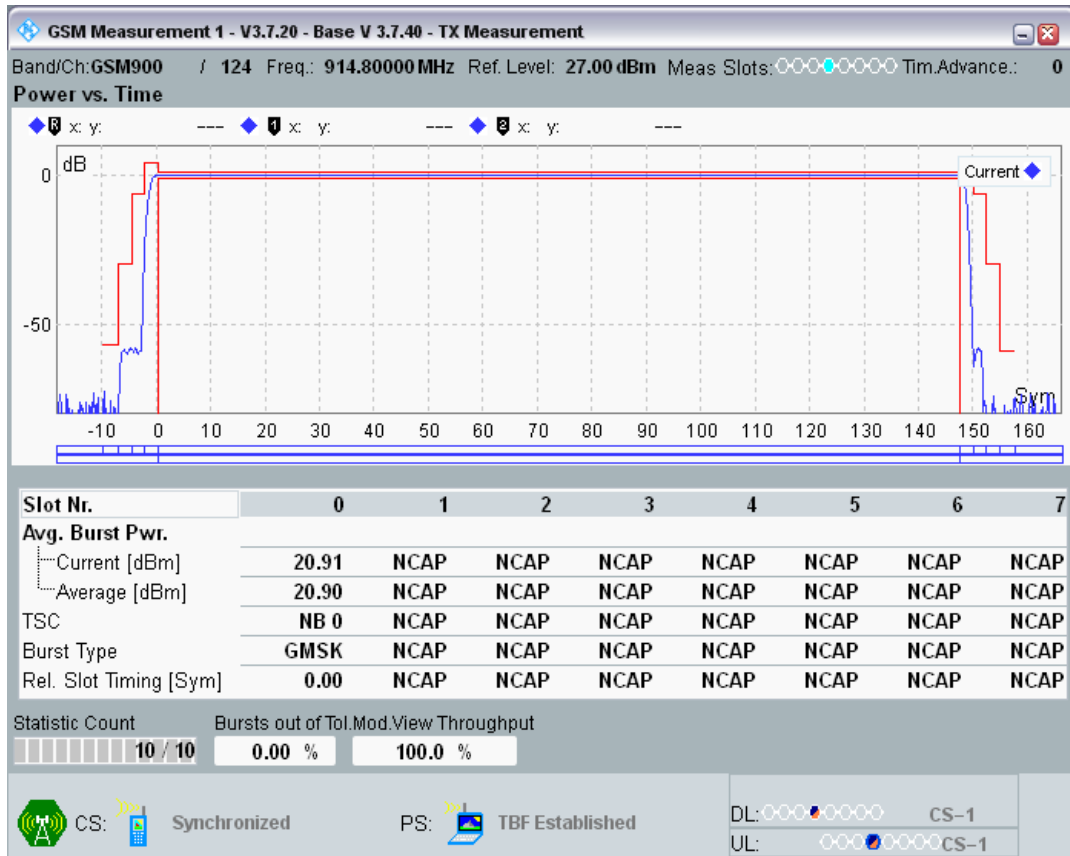 GSM Measurement 1 - V3.7.20 - Base V 3.7.40 - TX Measurement
Band/Ch:GSM900 / 124 Freq.: 914.80000 MHz Ref. Level: 27.00 dBm Meas Slots: Tim.Advance.: 0
Power vs. Time
R x: y: --- 1 x: y: --- 2 x: y: ---
dB
Current
0
-50
Sym
-10 0 10 20 30 40 50 60 70 80 90 100 110 120 130 140 150 160
Slot Nr. 0 1 2 3 4 5 6 7
Avg. Burst Pwr.
Current [dBm] 20.91 NCAP NCAP NCAP NCAP NCAP NCAP NCAP
Average [dBm] 20.90 NCAP NCAP NCAP NCAP NCAP NCAP NCAP
TSC NB 0 NCAP NCAP NCAP NCAP NCAP NCAP NCAP
Burst Type GMSK NCAP NCAP NCAP NCAP NCAP NCAP NCAP
Rel. Slot Timing [Sym] 0.00 NCAP NCAP NCAP NCAP NCAP NCAP NCAP
Statistic Count Bursts out of Tol.Mod.View Throughput
10 / 10 0.00 % 100.0 %
CS: Synchronized PS: TBF Established
DL: CS-1
UL: CS-1